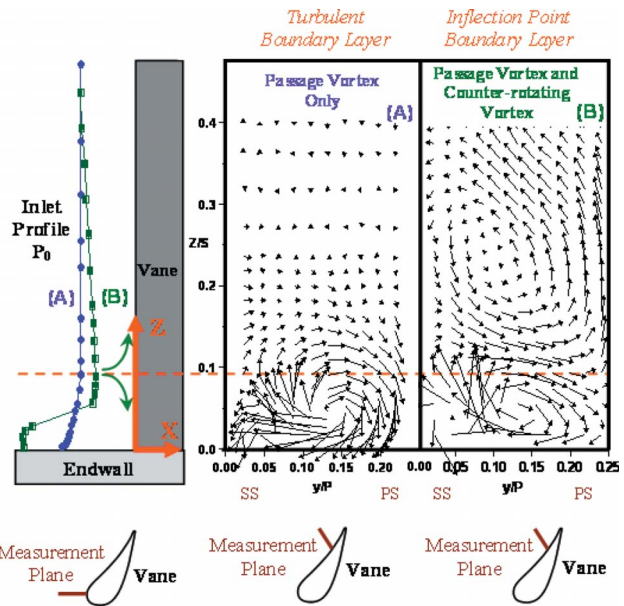 Turbulent
Boundary Layer
Inflection Point
Boundary Layer
Passage Vortex
Only
(A)
Passage Vortex and
Counter-rotating
Vortex
(B)
Inlet
Profile
P0
(A)
(B)
Vane
Z
X
Endwall
Z/S
0.4
0.3
0.2
0.1
0.0
0.00
0.05
0.10
0.15
0.20
0.00
0.05
0.10
0.15
0.20
0.25
y/P
y/P
SS
PS
SS
PS
Measurement
Plane
Vane
Measurement
Plane
Vane
Measurement
Plane
Vane